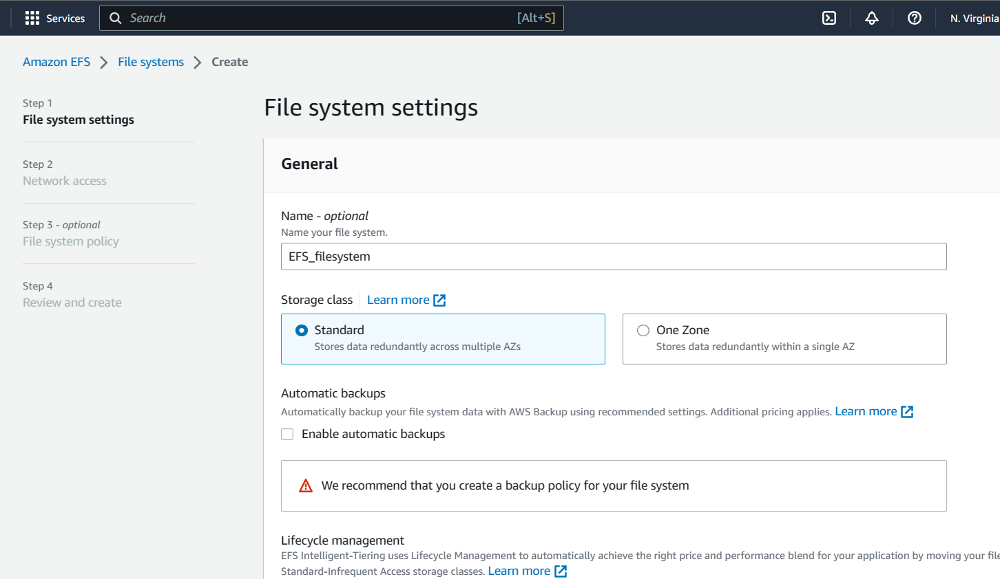 Services
Search [Alt+S]
N. Virginia
Amazon EFS > File systems > Create
Step 1
File system settings
Step 2
Network access
Step 3 - optional
File system policy
Step 4
Review and create
File system settings
General
Name - optional
Name your file system.
EFS_filesystem
Storage class Learn more
Standard
Stores data redundantly across multiple AZs
One Zone
Stores data redundantly within a single AZ
Automatic backups
Automatically backup your file system data with AWS Backup using recommended settings. Additional pricing applies. Learn more
Enable automatic backups
We recommend that you create a backup policy for your file system
Lifecycle management
EFS Intelligent-Tiering uses Lifecycle Management to automatically achieve the right price and performance blend for your application by moving your file
Standard-Infrequent Access storage classes. Learn more